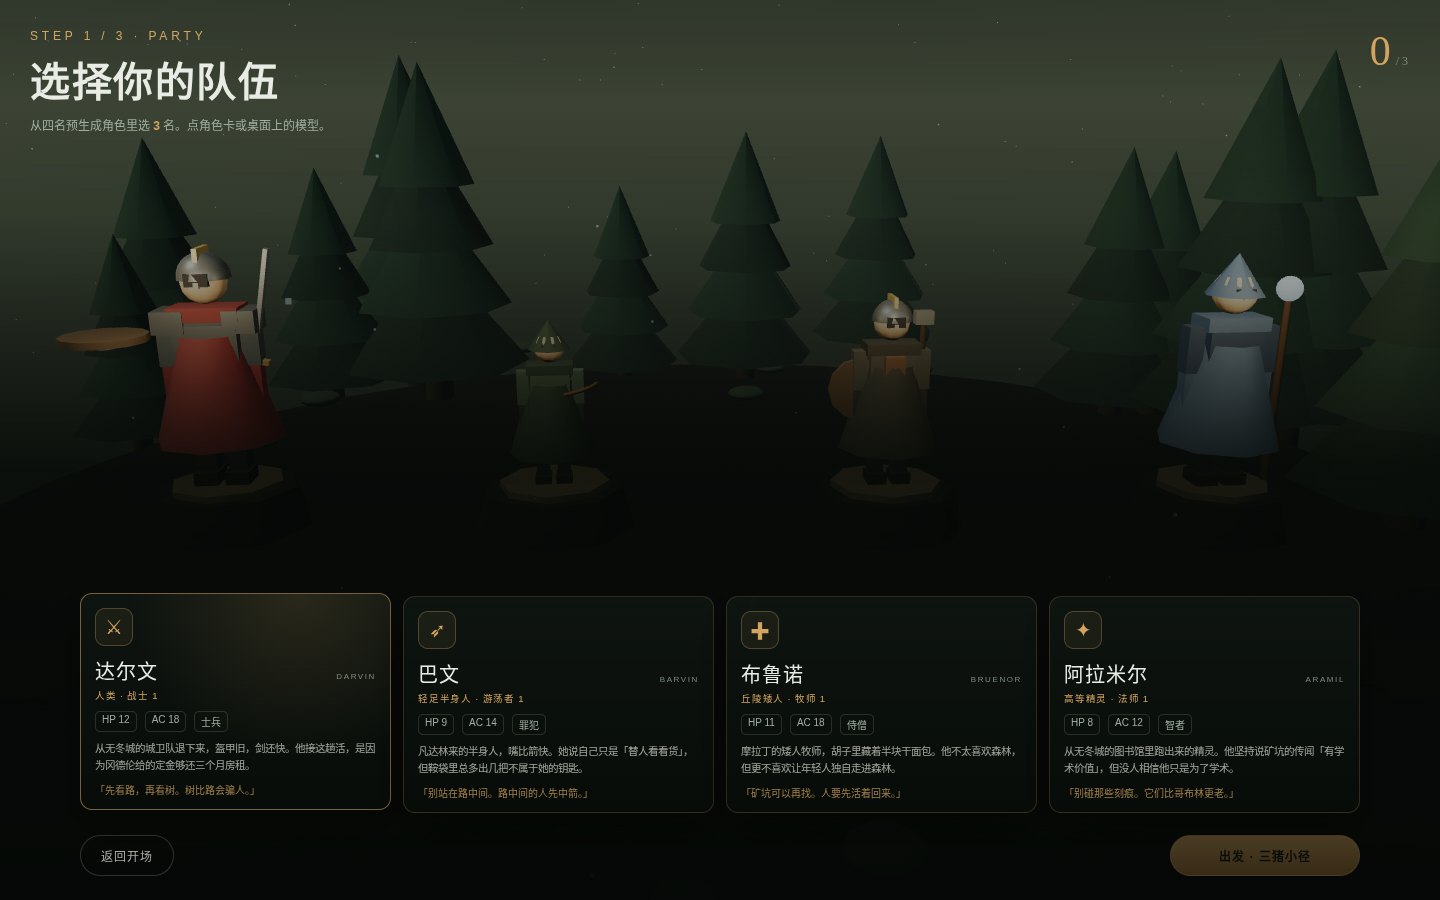 STEP 1 / 3 · PARTY
0 / 3
选择你的队伍
从四名预生成角色里选 3 名。点角色卡或桌面上的模型。
达尔文
DARVIN
人类 · 战士 1
HP 12
AC 18
士兵
从无冬城的城卫队退下来，盔甲旧，剑还快。他接这趟活，是因
为冈德伦给的定金够还三个月房租。
「先看路，再看树。树比路会骗人。」
巴文
BARVIN
轻足半身人 · 游荡者 1
HP 9
AC 14
罪犯
凡达林来的半身人，嘴比箭快。她说自己只是「替人看看货」，
但鞍袋里总多出几把不属于她的钥匙。
「别站在路中间。路中间的人先中箭。」
布鲁诺
BRUENOR
丘陵矮人 · 牧师 1
HP 11
AC 18
侍僧
摩拉丁的矮人牧师，胡子里藏着半块干面包。他不太喜欢森林，
但更不喜欢让年轻人独自走进森林。
「矿坑可以再找。人要先活着回来。」
阿拉米尔
ARAMIL
高等精灵 · 法师 1
HP 8
AC 12
智者
从无冬城的图书馆里跑出来的精灵。他坚持说矿坑的传闻「有学
术价值」，但没人相信他只是为了学术。
「别碰那些刻痕。它们比哥布林更老。」
返回开场
出发 · 三猪小径